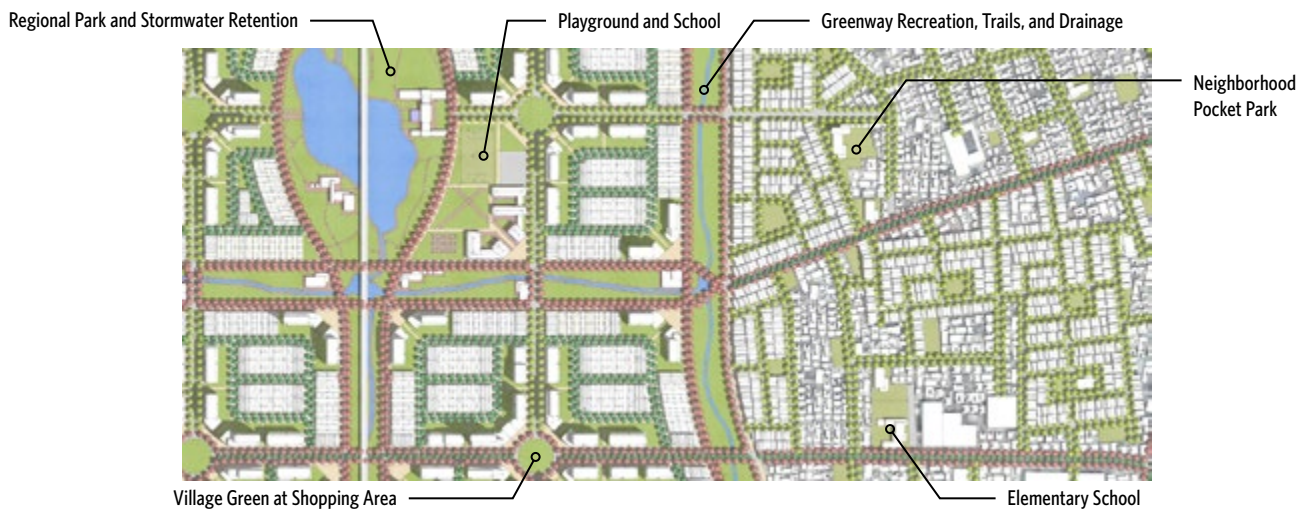 Regional Park and Stormwater Retention
Playground and School
Greenway Recreation, Trails, and Drainage
Neighborhood
Pocket Park
Village Green at Shopping Area
Elementary School